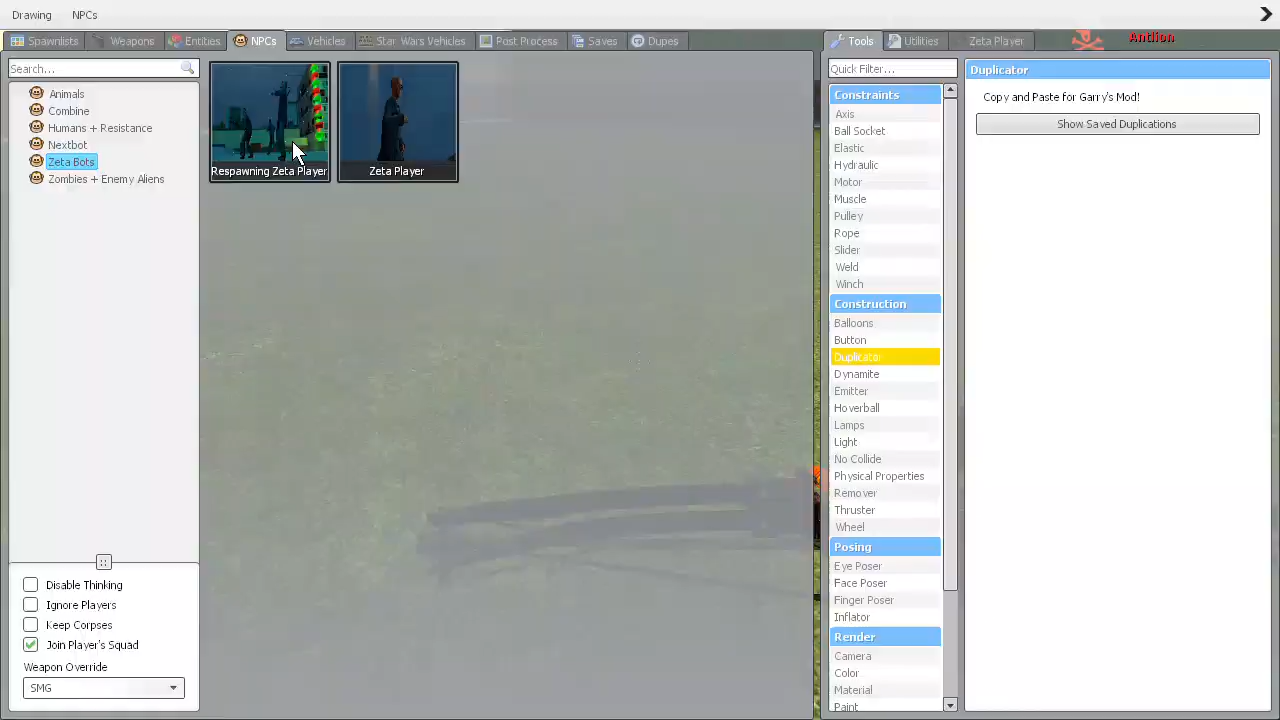 Drawing NPCs
Spawnlists Weapons Entities NPCs Vehicles Star Wars Vehicles Post Process Saves Dupes
Search...
Animals
Combine
Humans + Resistance
Nextbot
Zeta Bots
Zombies + Enemy Aliens
Respawning Zeta Player
Zeta Player
Disable Thinking
Ignore Players
Keep Corpses
Join Player's Squad
Weapon Override
SMG
Tools Utilities Zeta Player
Antlion
Quick Filter...
Constraints
Axis
Ball Socket
Elastic
Hydraulic
Motor
Muscle
Pulley
Rope
Slider
Weld
Winch
Construction
Balloons
Button
Duplicator
Dynamite
Emitter
Hoverball
Lamps
Light
No Collide
Physical Properties
Remover
Thruster
Wheel
Posing
Eye Poser
Face Poser
Finger Poser
Inflator
Render
Camera
Color
Material
Paint
Duplicator
Copy and Paste for Garry's Mod!
Show Saved Duplications